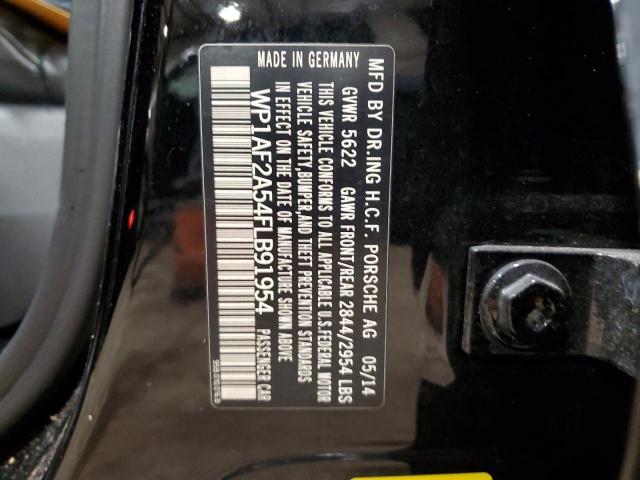 MFD BY DR.ING H.C.F. PORSCHE AG 05/14
GVWR 5622 GAWR FRONT/REAR 2844/2954 LBS
THIS VEHICLE CONFORMS TO ALL APPLICABLE U.S.FEDERAL MOTOR
VEHICLE SAFETY,BUMPER,AND THEFT PREVENTION STANDARDS
IN EFFECT ON THE DATE OF MANUFACTURE SHOWN ABOVE
WP1AF2A54FLB91954 PASSENGER CAR
MADE IN GERMANY